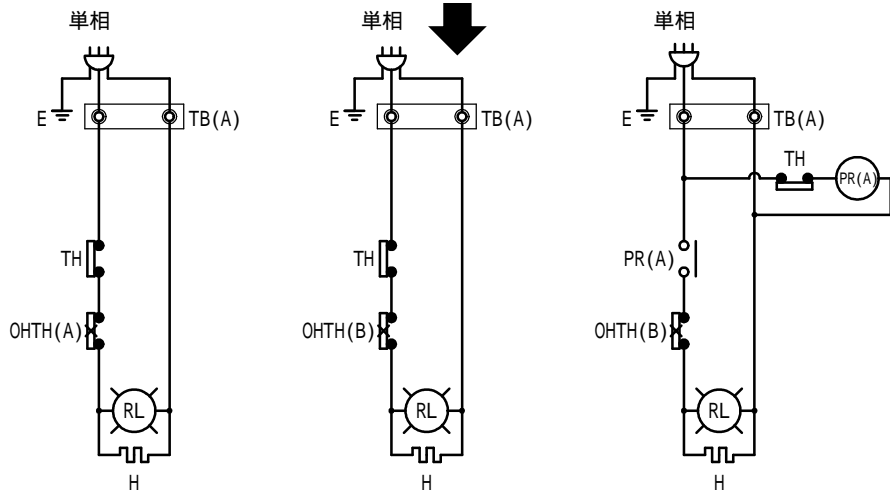 単相
E
TB(A)
TH
OHTH(A)
RL
H
単相
E
TB(A)
TH
OHTH(B)
RL
H
単相
E
TB(A)
TH
PR(A)
PR(A)
OHTH(B)
RL
H